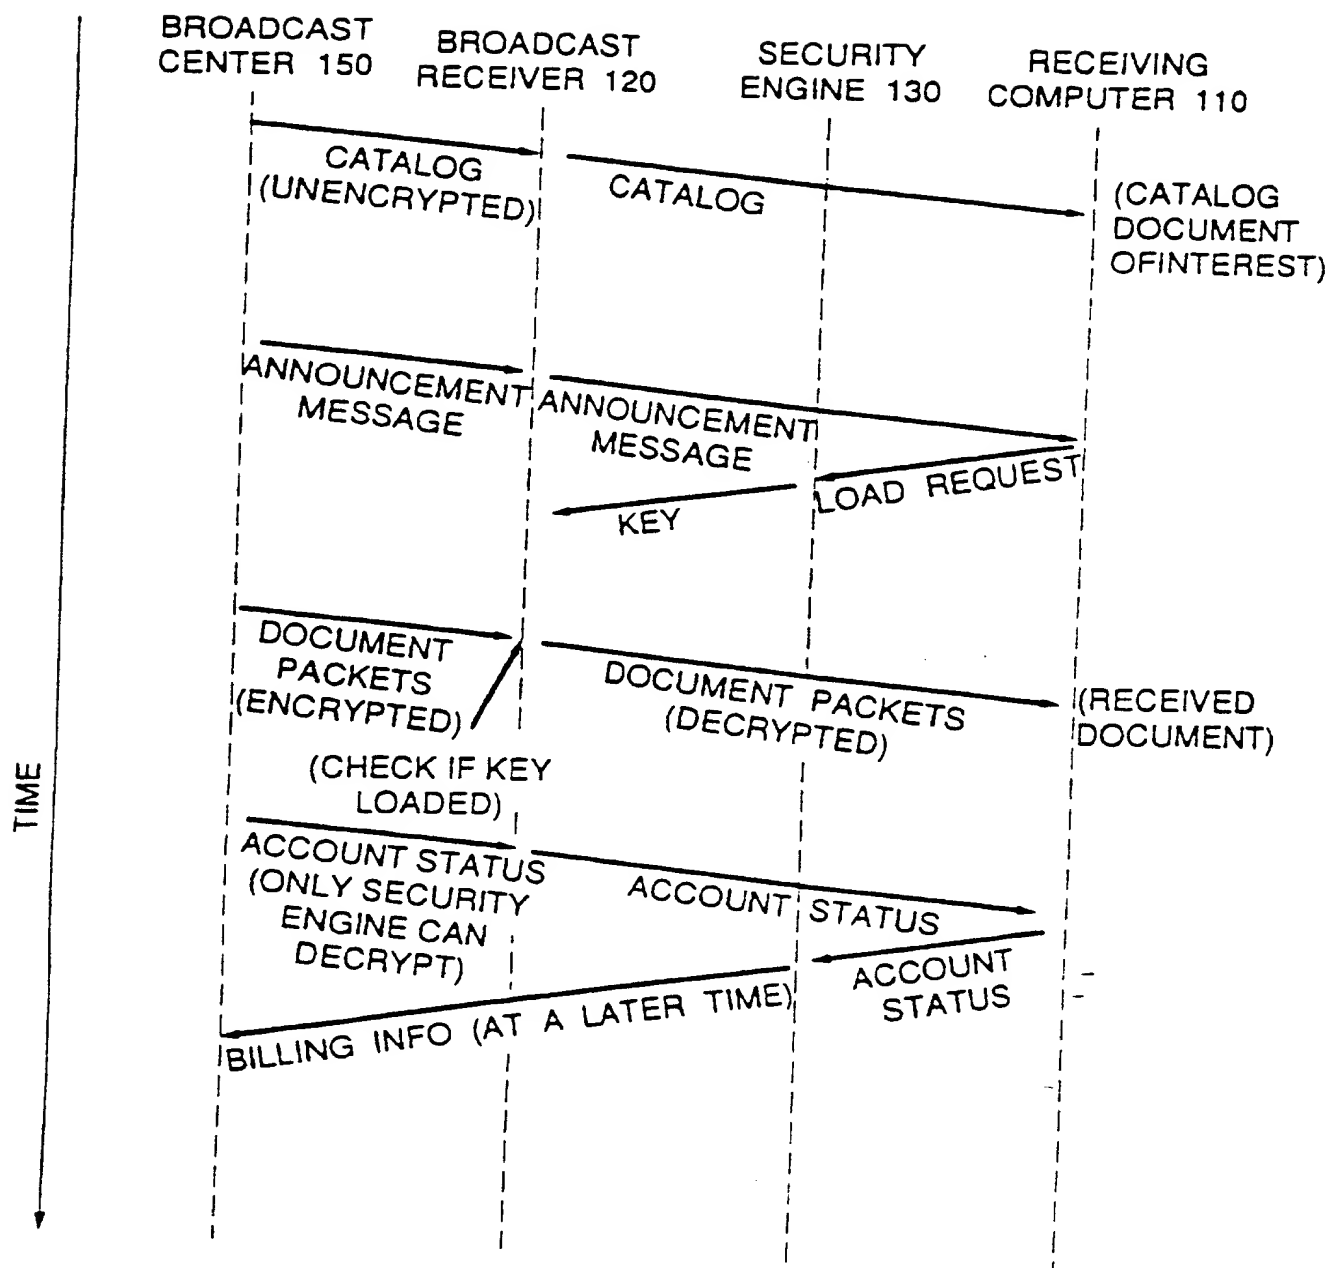 BROADCAST
CENTER 150
BROADCAST
RECEIVER 120
SECURITY
ENGINE 130
RECEIVING
COMPUTER 110
CATALOG
(UNENCRYPTED)
CATALOG
(CATALOG
DOCUMENT
OFINTEREST)
ANNOUNCEMENT
MESSAGE
ANNOUNCEMENT
MESSAGE
LOAD REQUEST
KEY
DOCUMENT
PACKETS
(ENCRYPTED)
DOCUMENT PACKETS
(DECRYPTED)
(RECEIVED
DOCUMENT)
(CHECK IF KEY
LOADED)
TIME
ACCOUNT STATUS
(ONLY SECURITY
ENGINE CAN
DECRYPT)
ACCOUNT STATUS
ACCOUNT
STATUS
BILLING INFO (AT A LATER TIME)